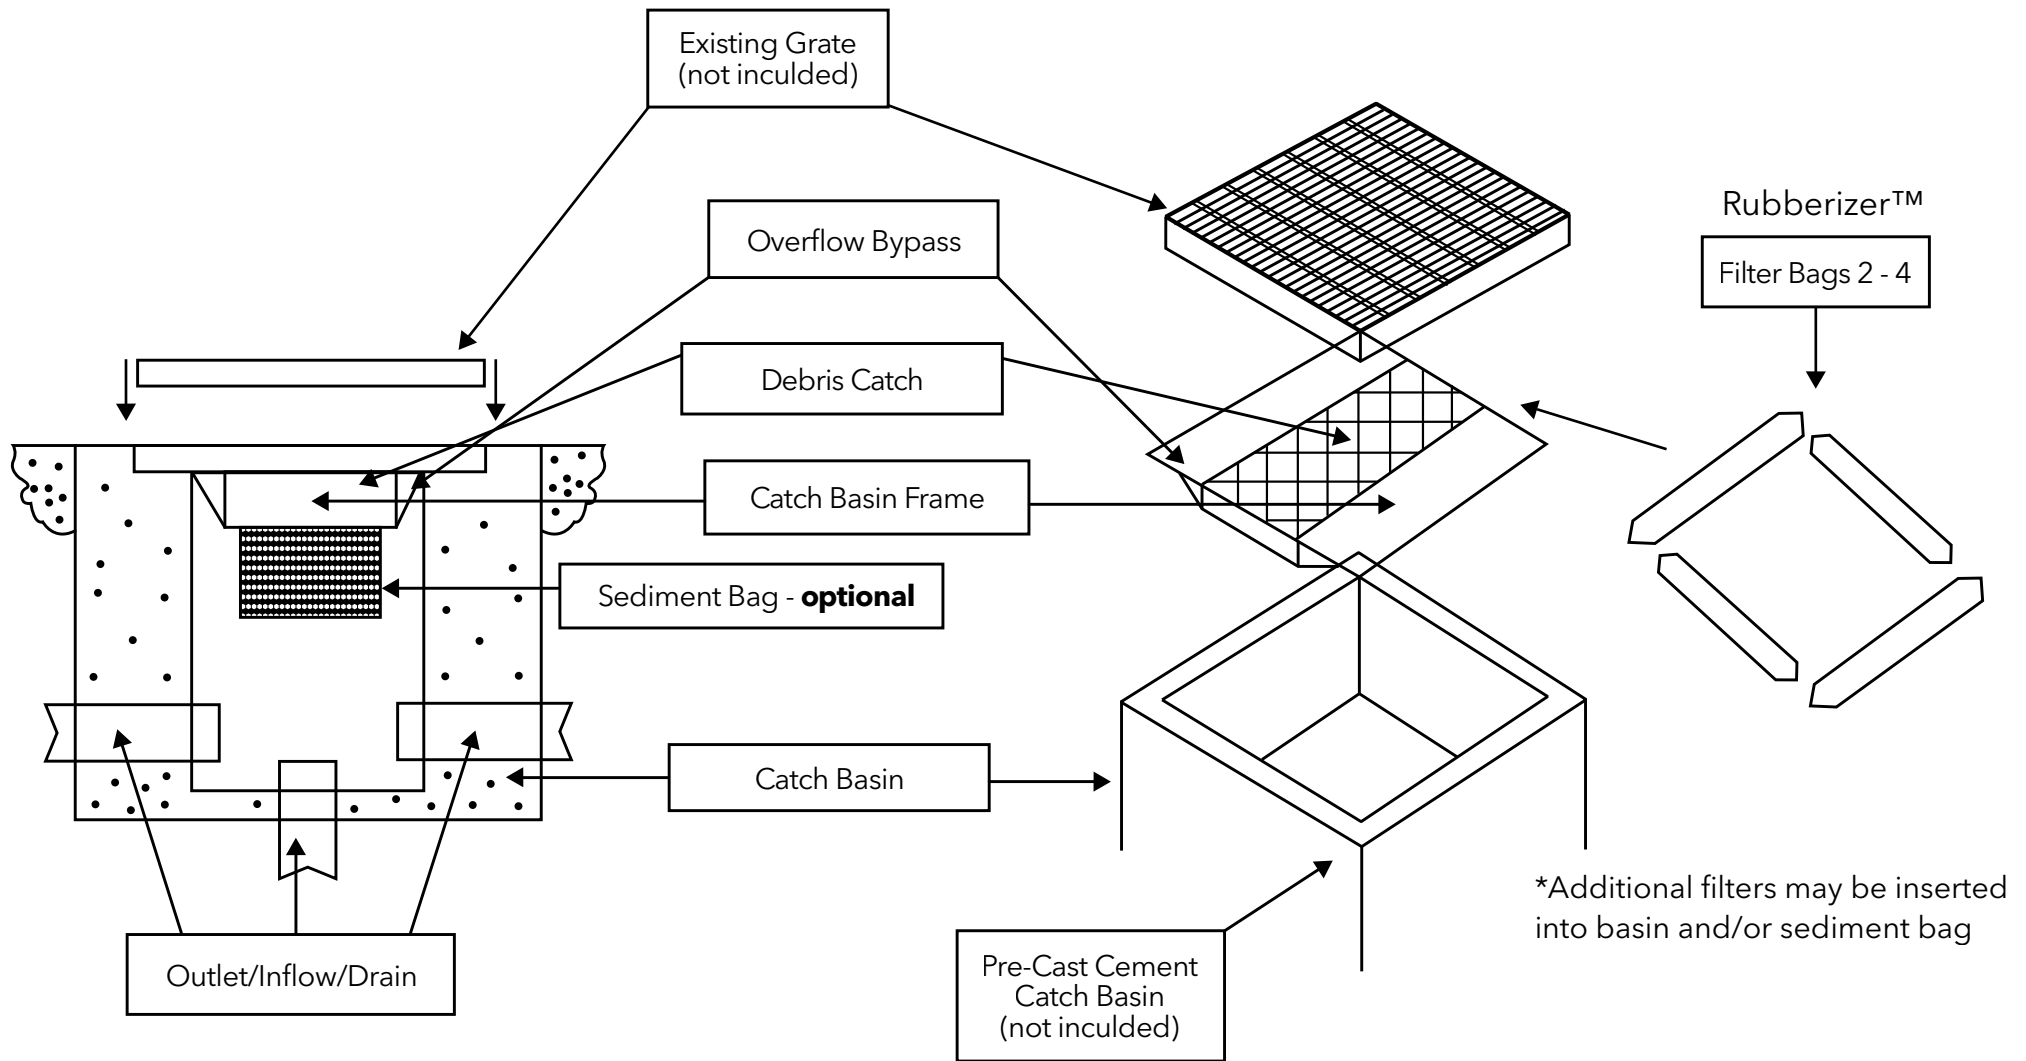 Existing Grate
(not inculded)
Overflow Bypass
Rubberizer™
Filter Bags 2 - 4
Debris Catch
Catch Basin Frame
Sediment Bag - optional
Catch Basin
*Additional filters may be inserted
into basin and/or sediment bag
Outlet/Inflow/Drain
Pre-Cast Cement
Catch Basin
(not inculded)